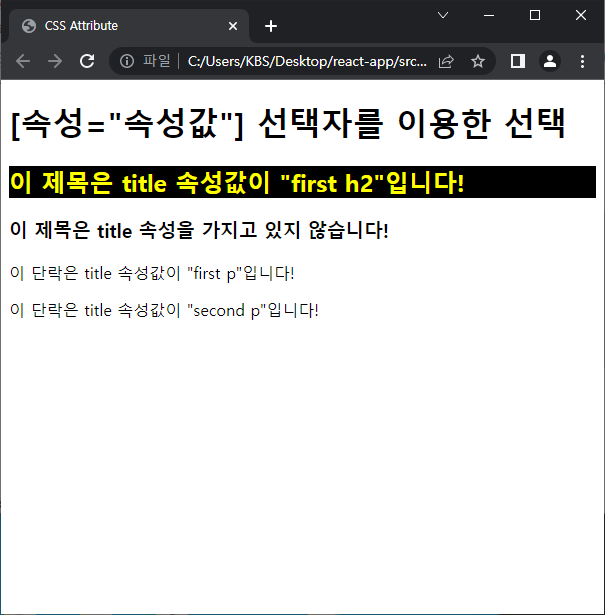 CSS Attribute
파일 C:/Users/KBS/Desktop/react-app/src...
[속성="속성값"] 선택자를 이용한 선택
이 제목은 title 속성값이 "first h2"입니다!
이 제목은 title 속성을 가지고 있지 않습니다!
이 단락은 title 속성값이 "first p"입니다!
이 단락은 title 속성값이 "second p"입니다!